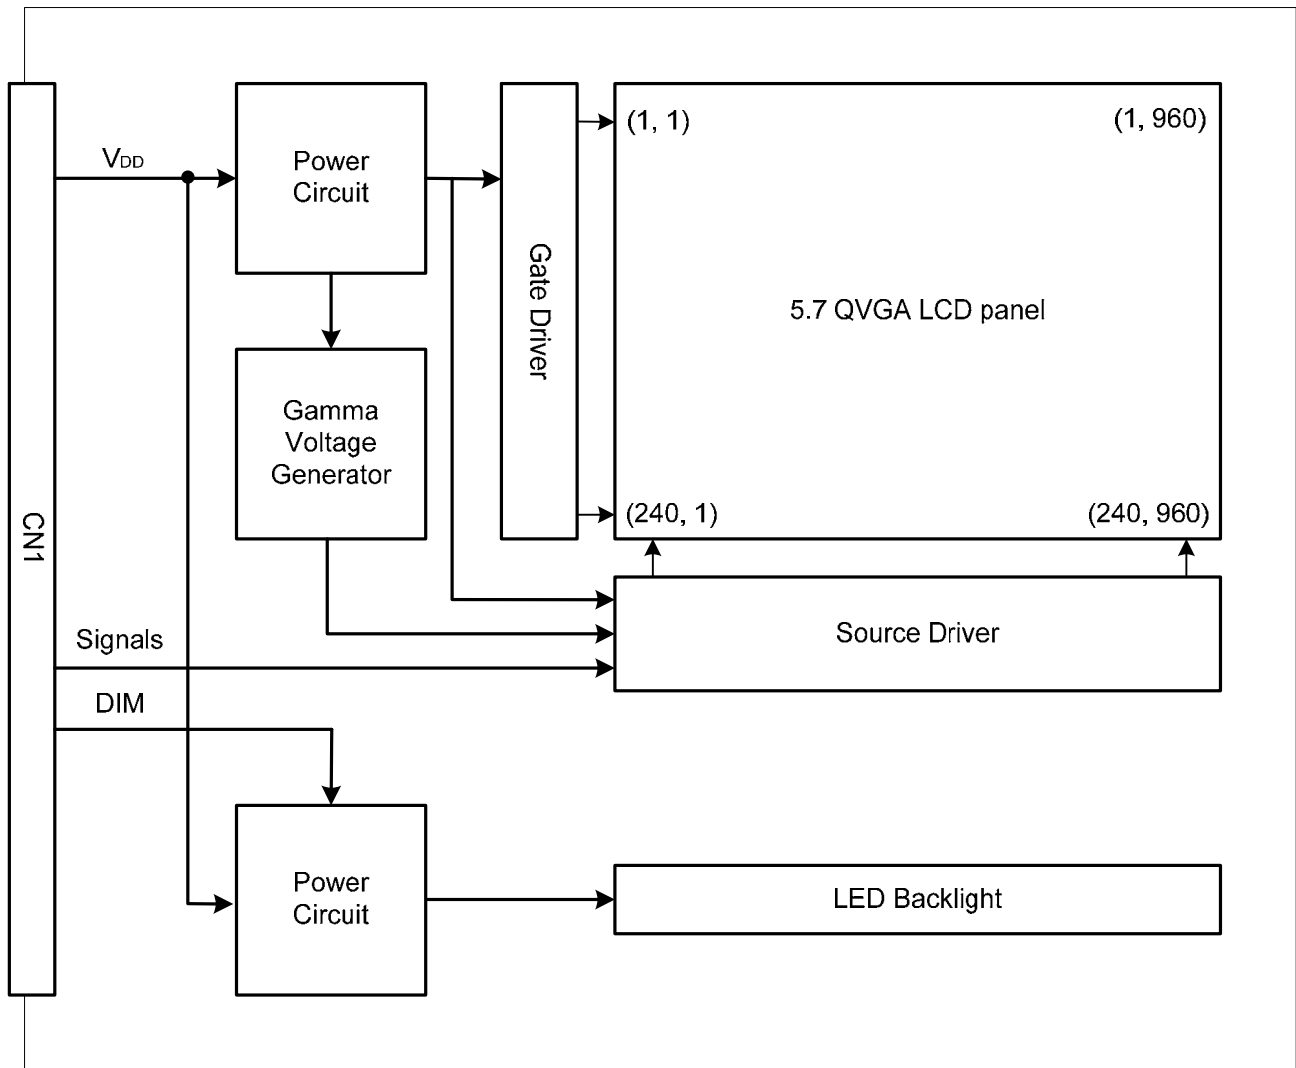 (1, 1)
(1, 960)
VDD
Power
Circuit
Gate Driver
5.7 QVGA LCD panel
Gamma
Voltage
Generator
(240, 1)
(240, 960)
CN1
Signals
Source Driver
DIM
Power
Circuit
LED Backlight